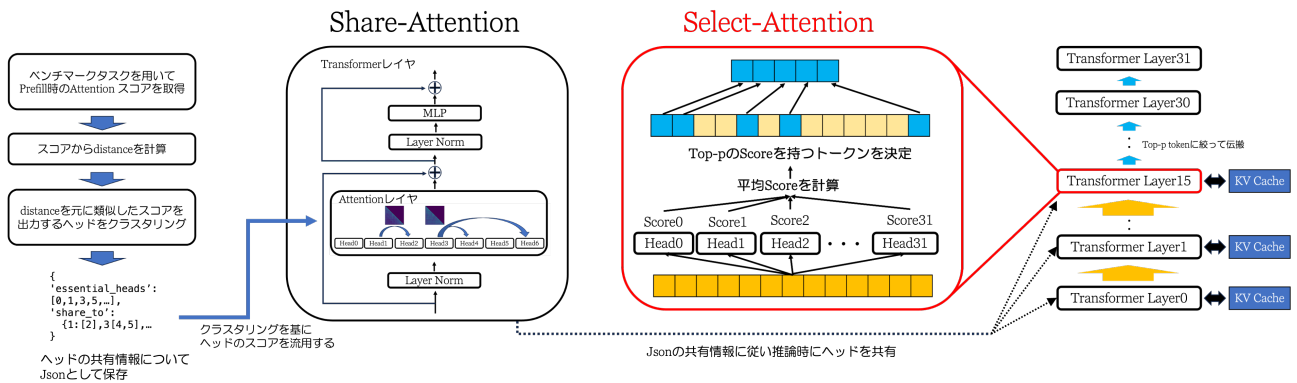 Share-Attention
Select-Attention
ベンチマークタスクを用いて
Prefill時のAttention スコアを取得
スコアからdistanceを計算
distanceを元に類似したスコアを
出力するヘッドをクラスタリング
{
'essential_heads':
[0,1,3,5,…],
'share_to':
{1:[2],3[4,5],…
}
ヘッドの共有情報について
Jsonとして保存
クラスタリングを基に
ヘッドのスコアを流用する
Transformerレイヤ
MLP
Layer Norm
Attentionレイヤ
Head0 Head1 Head2 Head3 Head4 Head5 Head6
Layer Norm
Top-pのScoreを持つトークンを決定
平均Scoreを計算
Score0 Score1 Score2 Score31
Head0 Head1 Head2 ・・・ Head31
Jsonの共有情報に従い推論時にヘッドを共有
Transformer Layer31
Transformer Layer30
Top-p tokenに絞って伝搬
Transformer Layer15 KV Cache
Transformer Layer1 KV Cache
Transformer Layer0 KV Cache